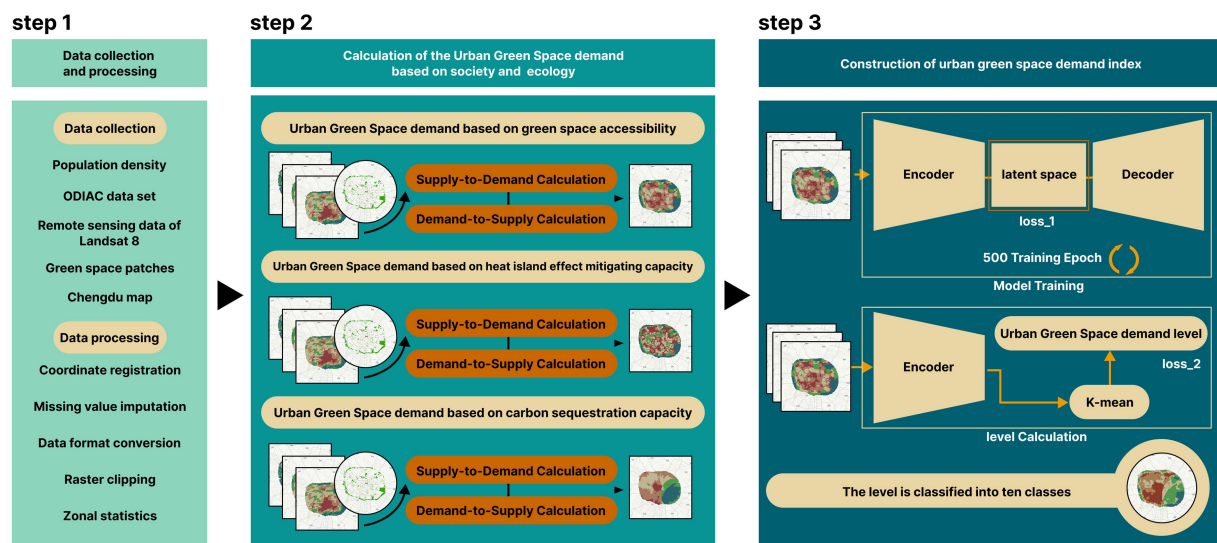 step 1
Data collection
and processing
Data collection
Population density
ODIAC data set
Remote sensing data of
Landsat 8
Green space patches
Chengdu map
Data processing
Coordinate registration
Missing value imputation
Data format conversion
Raster clipping
Zonal statistics
step 2
Calculation of the Urban Green Space demand
based on society and ecology
Urban Green Space demand based on green space accessibility
Supply-to-Demand Calculation
Demand-to-Supply Calculation
Urban Green Space demand based on heat island effect mitigating capacity
Supply-to-Demand Calculation
Demand-to-Supply Calculation
Urban Green Space demand based on carbon sequestration capacity
Supply-to-Demand Calculation
Demand-to-Supply Calculation
step 3
Construction of urban green space demand index
Encoder
latent space
Decoder
loss_1
500 Training Epoch
Model Training
Encoder
Urban Green Space demand level
loss_2
K-mean
level Calculation
The level is classified into ten classes